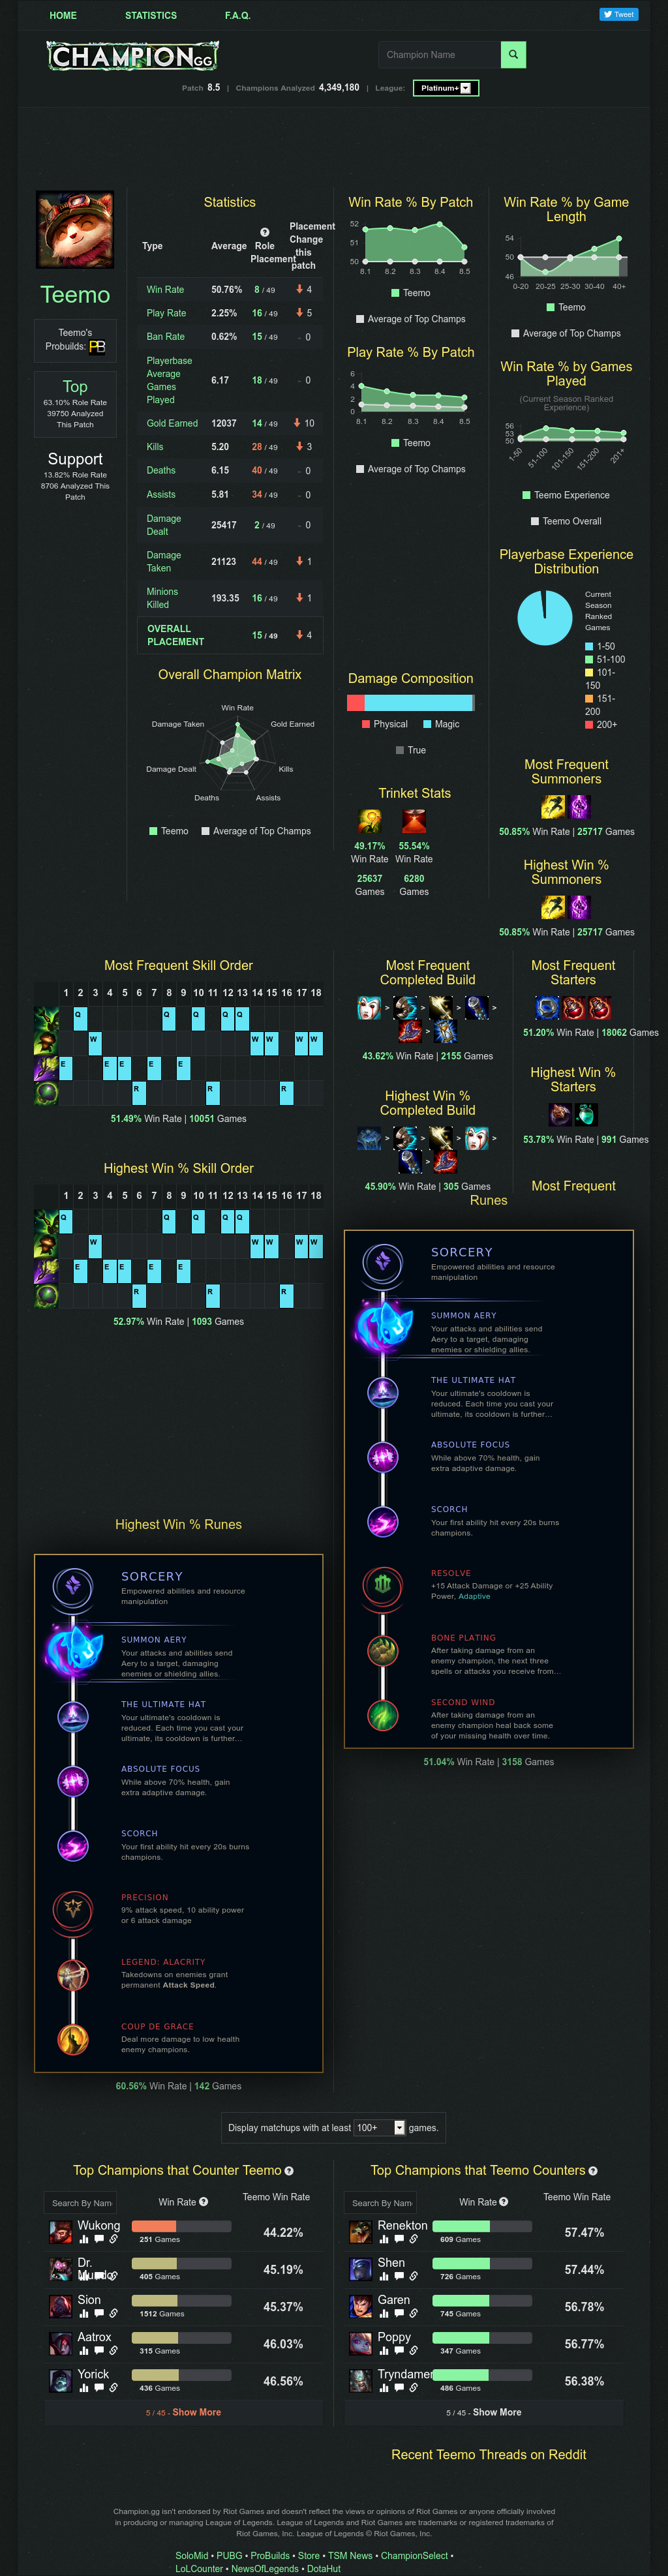 HOME STATISTICS F.A.Q. Tweet
CHAMPION GG
Champion Name
Patch 8.5 | Champions Analyzed 4,349,180 | League: Platinum+
Teemo
Teemo's
Probuilds: PB
Top
63.10% Role Rate
39750 Analyzed
This Patch
Support
13.82% Role Rate
8706 Analyzed This
Patch
Statistics
Type Average Role Placement Placement Change this patch
Win Rate 50.76% 8 / 49 4
Play Rate 2.25% 16 / 49 5
Ban Rate 0.62% 15 / 49 - 0
Playerbase Average Games Played 6.17 18 / 49 - 0
Gold Earned 12037 14 / 49 10
Kills 5.20 28 / 49 3
Deaths 6.15 40 / 49 - 0
Assists 5.81 34 / 49 - 0
Damage Dealt 25417 2 / 49 - 0
Damage Taken 21123 44 / 49 1
Minions Killed 193.35 16 / 49 1
OVERALL PLACEMENT 15 / 49 4
Overall Champion Matrix
Win Rate
Damage Taken Gold Earned
Damage Dealt Kills
Deaths Assists
Teemo Average of Top Champs
Win Rate % By Patch
52
51
50
8.1 8.2 8.3 8.4 8.5
Teemo
Average of Top Champs
Play Rate % By Patch
6
4
2
0
8.1 8.2 8.3 8.4 8.5
Teemo
Average of Top Champs
Damage Composition
Physical Magic
True
Trinket Stats
49.17% 55.54%
Win Rate Win Rate
25637 6280
Games Games
Win Rate % by Game
Length
54
50
46
0-20 20-25 25-30 30-40 40+
Teemo
Average of Top Champs
Win Rate % by Games
Played
(Current Season Ranked
Experience)
56
53
50
1-50 51-100 101-150 151-200 201+
Teemo Experience
Teemo Overall
Playerbase Experience
Distribution
Current
Season
Ranked
Games
1-50
51-100
101-
150
151-
200
200+
Most Frequent
Summoners
50.85% Win Rate | 25717 Games
Highest Win %
Summoners
50.85% Win Rate | 25717 Games
Most Frequent Skill Order
1 2 3 4 5 6 7 8 9 10 11 12 13 14 15 16 17 18
Q Q Q Q Q
W W W W W
E E E E E
R R R
51.49% Win Rate | 10051 Games
Highest Win % Skill Order
1 2 3 4 5 6 7 8 9 10 11 12 13 14 15 16 17 18
Q Q Q Q Q
W W W W W
E E E E E
R R R
52.97% Win Rate | 1093 Games
Most Frequent
Completed Build
> > > >
>
43.62% Win Rate | 2155 Games
Highest Win %
Completed Build
> > > >
>
45.90% Win Rate | 305 Games
Most Frequent
Starters
51.20% Win Rate | 18062 Games
Highest Win %
Starters
53.78% Win Rate | 991 Games
Most Frequent
Runes
SORCERY
Empowered abilities and resource
manipulation
SUMMON AERY
Your attacks and abilities send
Aery to a target, damaging
enemies or shielding allies.
THE ULTIMATE HAT
Your ultimate's cooldown is
reduced. Each time you cast your
ultimate, its cooldown is further...
ABSOLUTE FOCUS
While above 70% health, gain
extra adaptive damage.
SCORCH
Your first ability hit every 20s burns
champions.
RESOLVE
+15 Attack Damage or +25 Ability
Power, Adaptive
BONE PLATING
After taking damage from an
enemy champion, the next three
spells or attacks you receive from...
SECOND WIND
After taking damage from an
enemy champion heal back some
of your missing health over time.
51.04% Win Rate | 3158 Games
Highest Win % Runes
SORCERY
Empowered abilities and resource
manipulation
SUMMON AERY
Your attacks and abilities send
Aery to a target, damaging
enemies or shielding allies.
THE ULTIMATE HAT
Your ultimate's cooldown is
reduced. Each time you cast your
ultimate, its cooldown is further...
ABSOLUTE FOCUS
While above 70% health, gain
extra adaptive damage.
SCORCH
Your first ability hit every 20s burns
champions.
PRECISION
9% attack speed, 10 ability power
or 6 attack damage
LEGEND: ALACRITY
Takedowns on enemies grant
permanent Attack Speed.
COUP DE GRACE
Deal more damage to low health
enemy champions.
60.56% Win Rate | 142 Games
Display matchups with at least 100+ games.
Top Champions that Counter Teemo
Search By Nam Win Rate Teemo Win Rate
Wukong 251 Games 44.22%
Dr. Mundo 405 Games 45.19%
Sion 1512 Games 45.37%
Aatrox 315 Games 46.03%
Yorick 436 Games 46.56%
5 / 45 - Show More
Top Champions that Teemo Counters
Search By Nam Win Rate Teemo Win Rate
Renekton 609 Games 57.47%
Shen 726 Games 57.44%
Garen 745 Games 56.78%
Poppy 347 Games 56.77%
Tryndamer 486 Games 56.38%
5 / 45 - Show More
Recent Teemo Threads on Reddit
Champion.gg isn't endorsed by Riot Games and doesn't reflect the views or opinions of Riot Games or anyone officially involved
in producing or managing League of Legends. League of Legends and Riot Games are trademarks or registered trademarks of
Riot Games, Inc. League of Legends © Riot Games, Inc.
SoloMid • PUBG • ProBuilds • Store • TSM News • ChampionSelect •
LoLCounter • NewsOfLegends • DotaHut